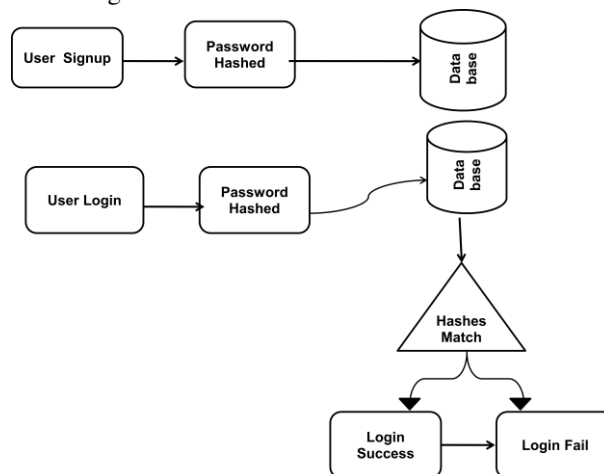 User Signup
Password
Hashed
Data
base
User Login
Password
Hashed
Data
base
Hashes
Match
Login
Success
Login Fail